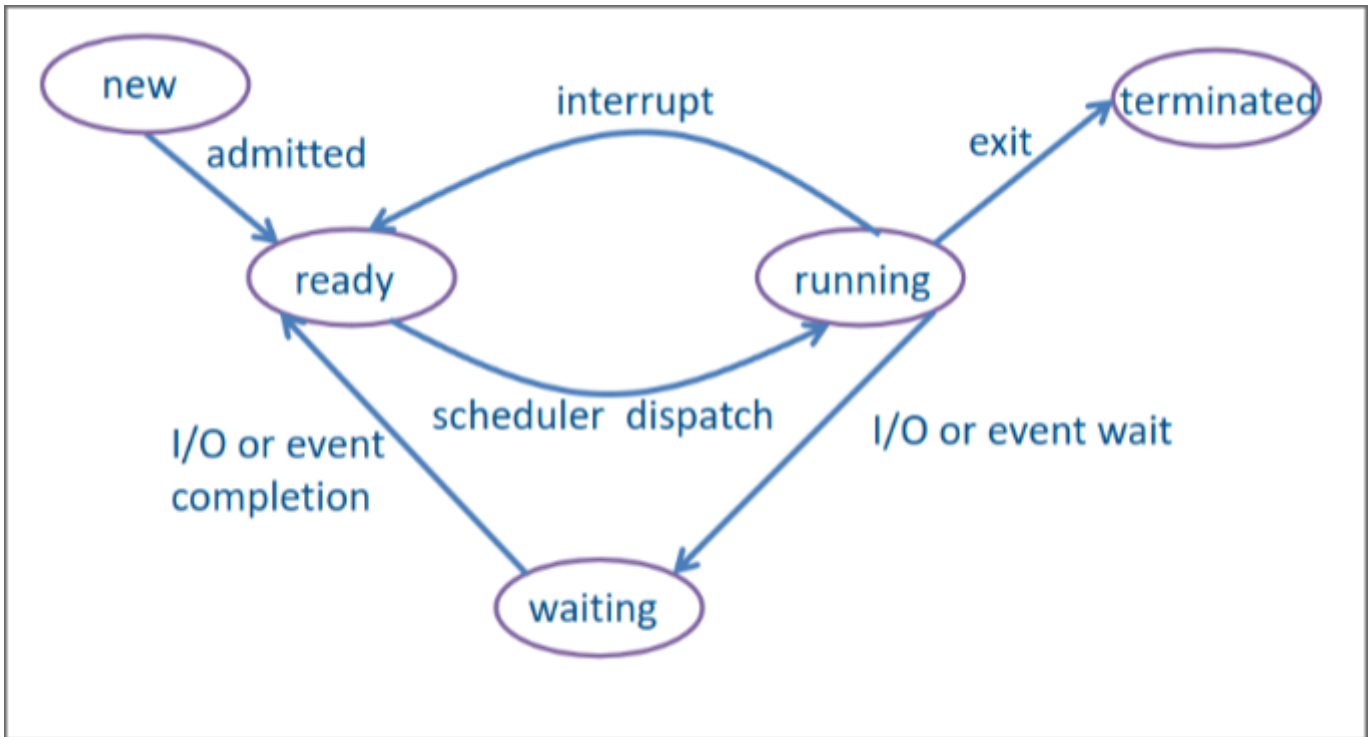 new
terminated
interrupt
exit
admitted
ready
running
scheduler dispatch
I/O or event
completion
I/O or event wait
waiting